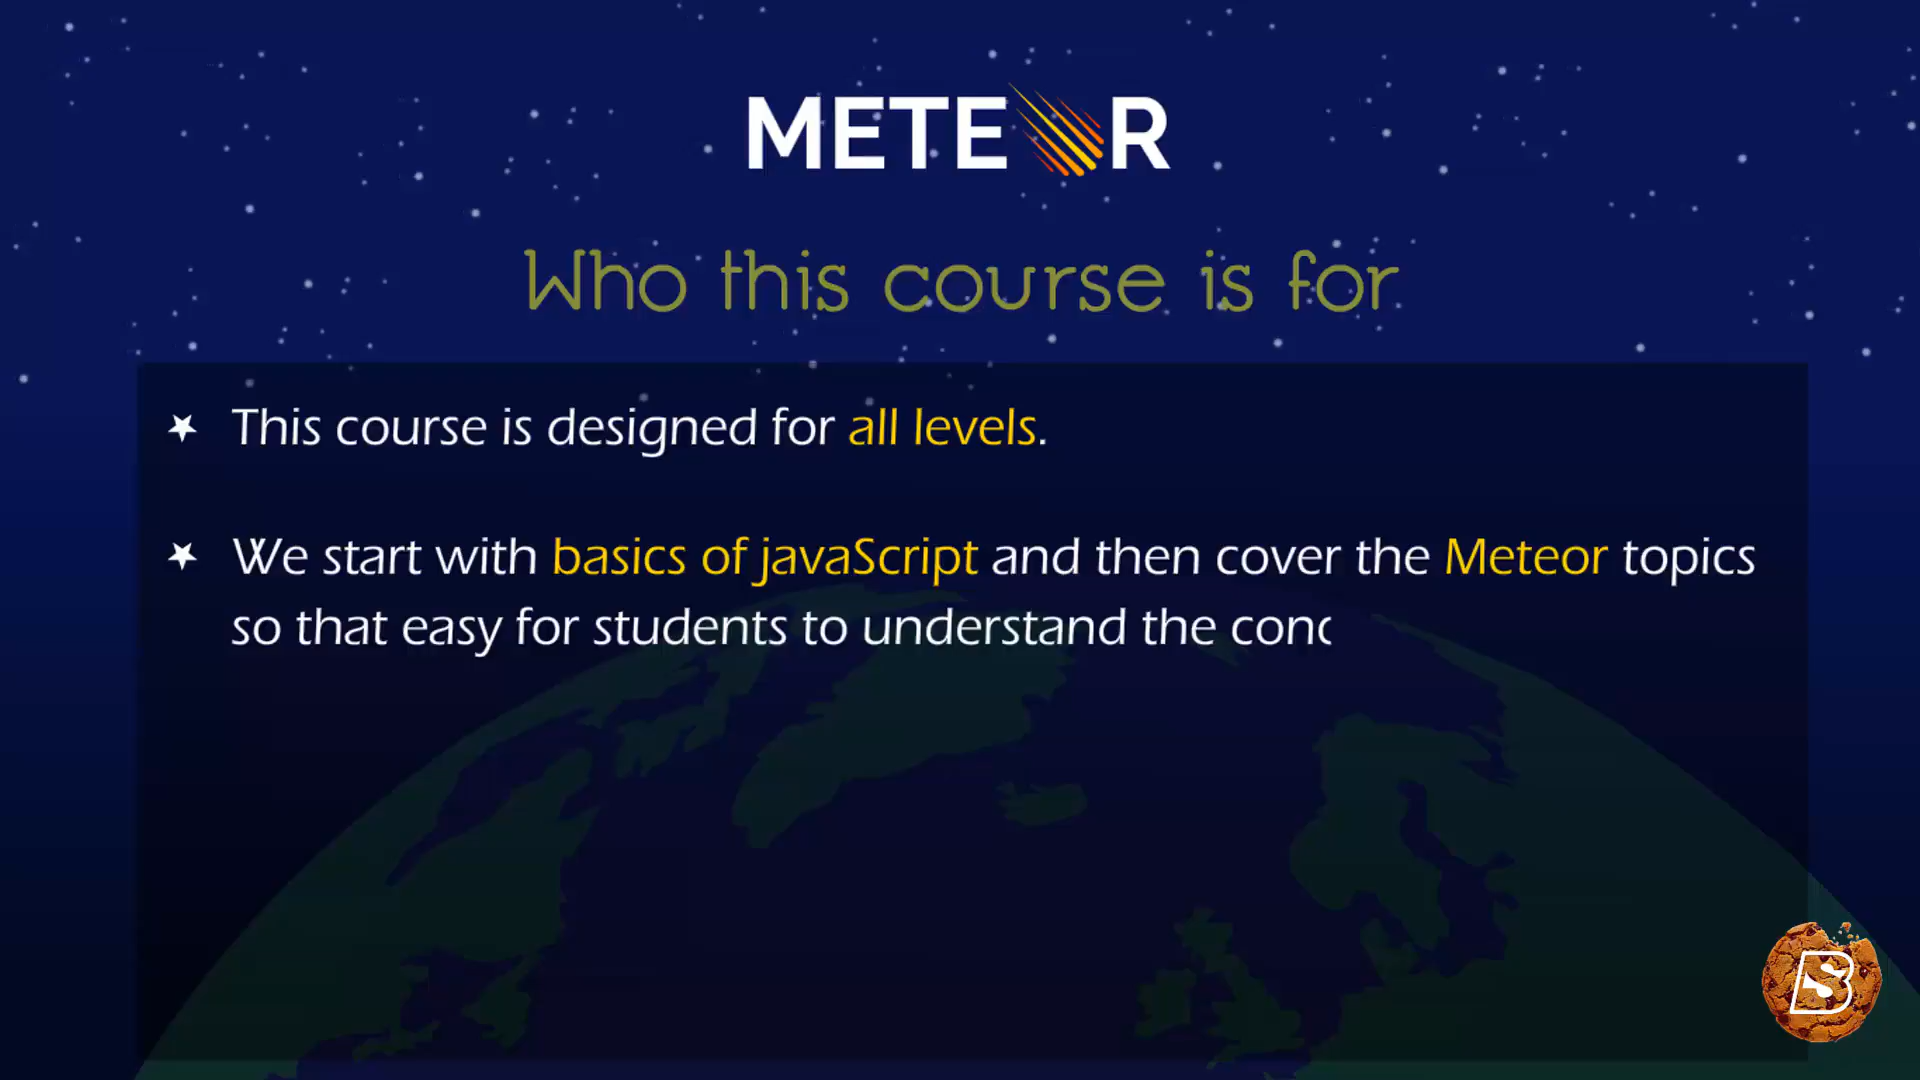 METEOR
Who this course is for
This course is designed for all levels.
We start with basics of javaScript and then cover the Meteor topics
so that easy for students to understand the